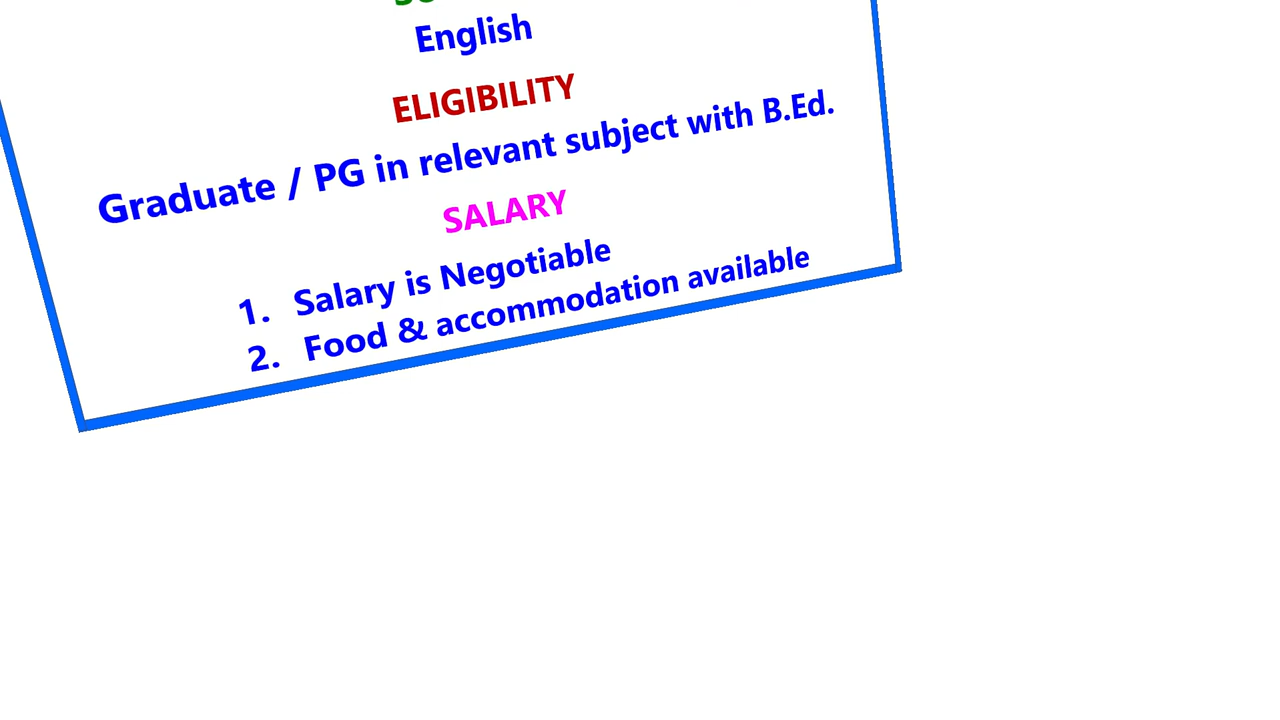 English
ELIGIBILITY
Graduate / PG in relevant subject with B.Ed.
SALARY
1. Salary is Negotiable
2. Food & accommodation available